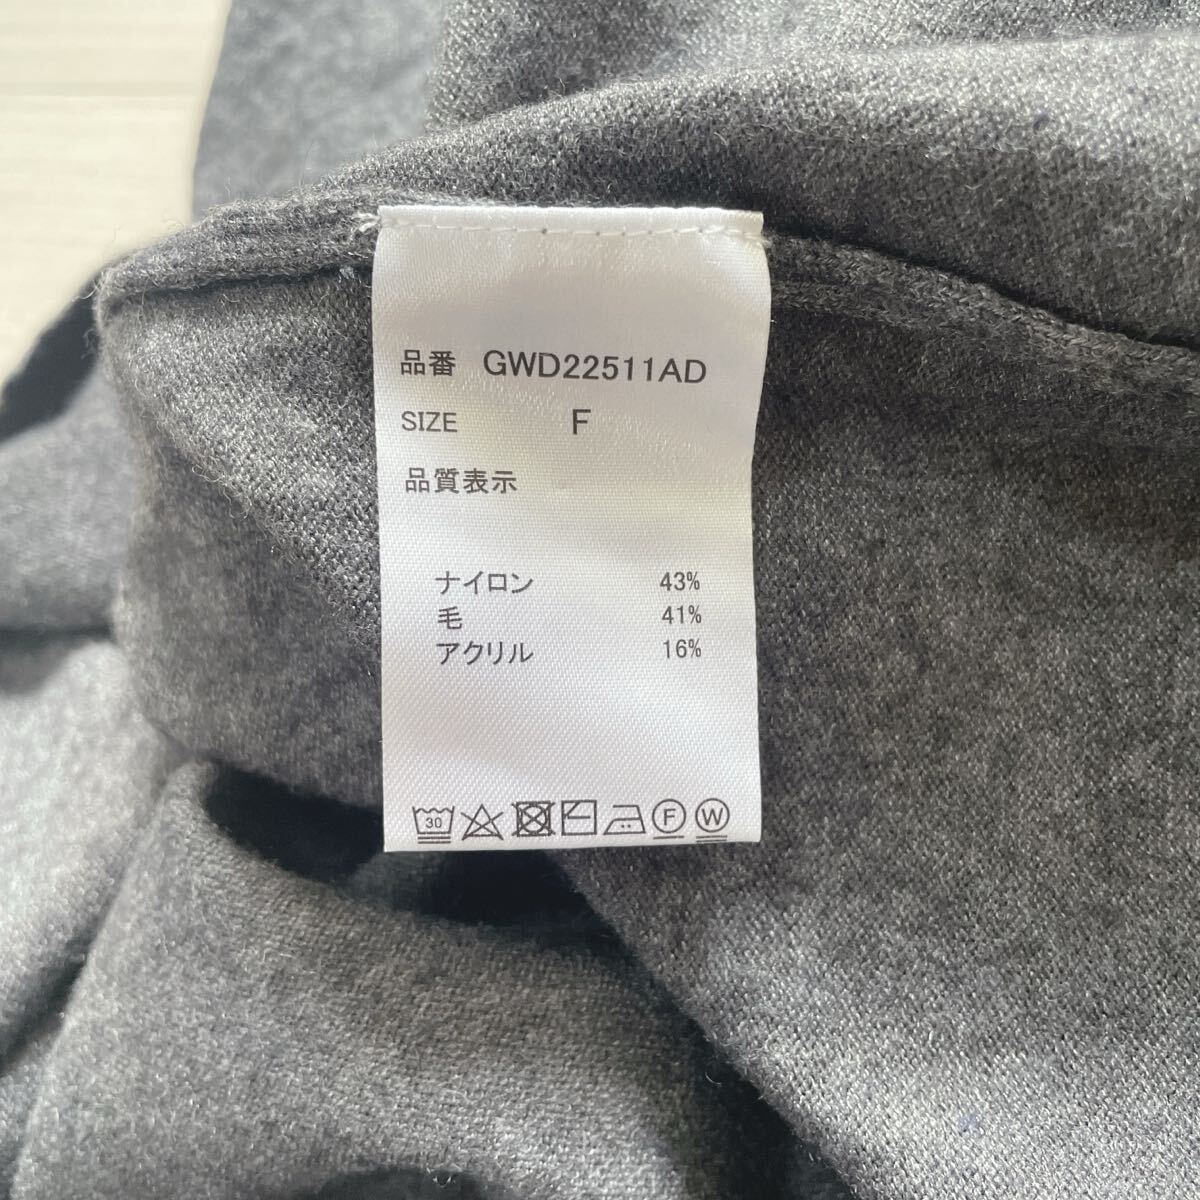 品番 GWD22511AD
SIZE F
品質表示
ナイロン 43%
毛 41%
アクリル 16%
30 F W